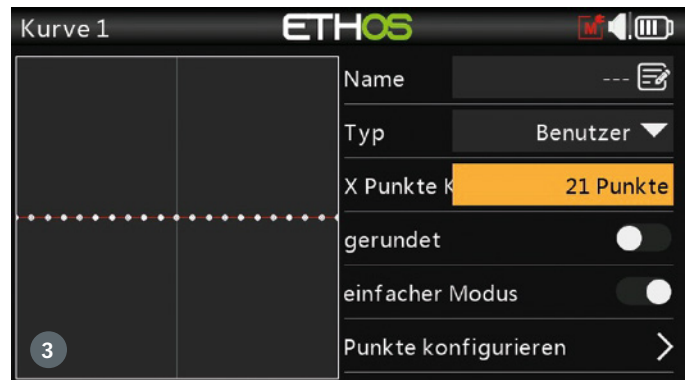 Kurve 1 ETHOS M
Name ---
Typ Benutzer
X Punkte K 21 Punkte
gerundet
einfacher Modus
3 Punkte konfigurieren